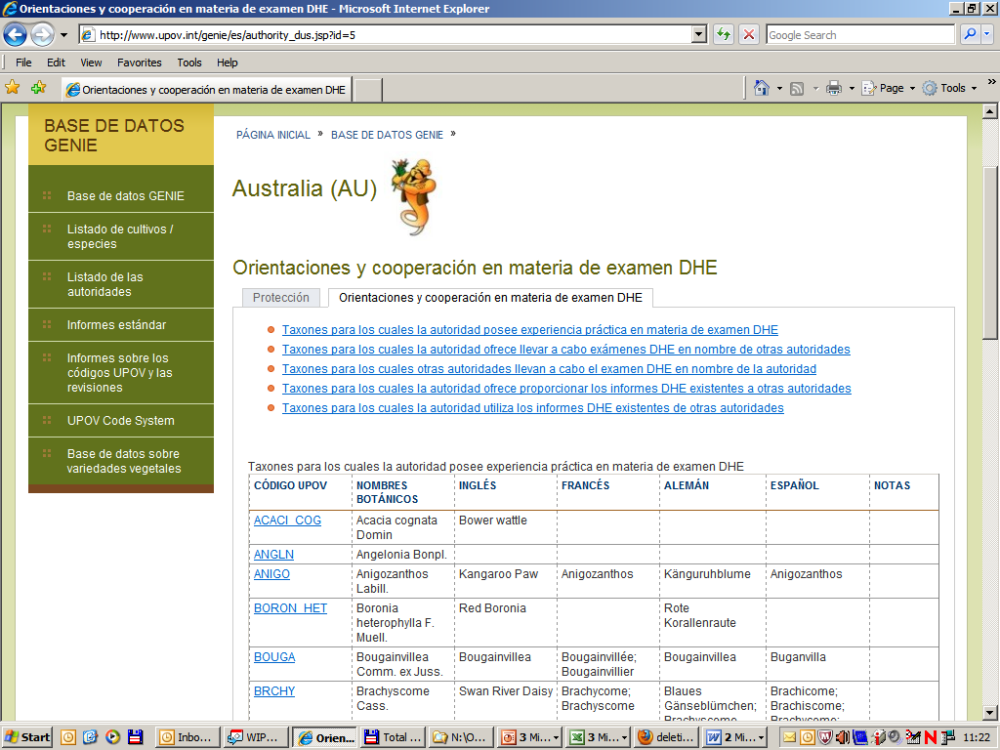 Orientaciones y cooperación en materia de examen DHE - Microsoft Internet Explorer
http://www.upov.int/genie/es/authority_dus.jsp?id=5
Google Search
File Edit View Favorites Tools Help
Orientaciones y cooperación en materia de examen DHE
Page Tools
BASE DE DATOS
GENIE
Base de datos GENIE
Listado de cultivos /
especies
Listado de las
autoridades
Informes estándar
Informes sobre los
códigos UPOV y las
revisiones
UPOV Code System
Base de datos sobre
variedades vegetales
PÁGINA INICIAL » BASE DE DATOS GENIE »
Australia (AU)
Orientaciones y cooperación en materia de examen DHE
Protección Orientaciones y cooperación en materia de examen DHE
Taxones para los cuales la autoridad posee experiencia práctica en materia de examen DHE
Taxones para los cuales la autoridad ofrece llevar a cabo exámenes DHE en nombre de otras autoridades
Taxones para los cuales otras autoridades llevan a cabo el examen DHE en nombre de la autoridad
Taxones para los cuales la autoridad ofrece proporcionar los informes DHE existentes a otras autoridades
Taxones para los cuales la autoridad utiliza los informes DHE existentes de otras autoridades
Taxones para los cuales la autoridad posee experiencia práctica en materia de examen DHE
CÓDIGO UPOV NOMBRES INGLÉS FRANCÉS ALEMÁN ESPAÑOL NOTAS
BOTÁNICOS
ACACI_COG Acacia cognata Bower wattle
Domin
ANGLN Angelonia Bonpl.
ANIGO Anigozanthos Kangaroo Paw Anigozanthos Känguruhblume Anigozanthos
Labill.
BORON_HET Boronia Red Boronia Rote
heterophylla F. Korallenraute
Muell.
BOUGA Bougainvillea Bougainvillea Bougainvillée; Bougainvillea Buganvilla
Comm. ex Juss. Bougainvillier
BRCHY Brachyscome Swan River Daisy Brachycome; Blaues Brachicome;
Cass. Brachyscome Gänseblümchen; Brachiscome;
Start Inbo... WIP... Orien... Total ... N:\O... 3 Mi... 3 Mi... deleti... 2 Mi... 11:22